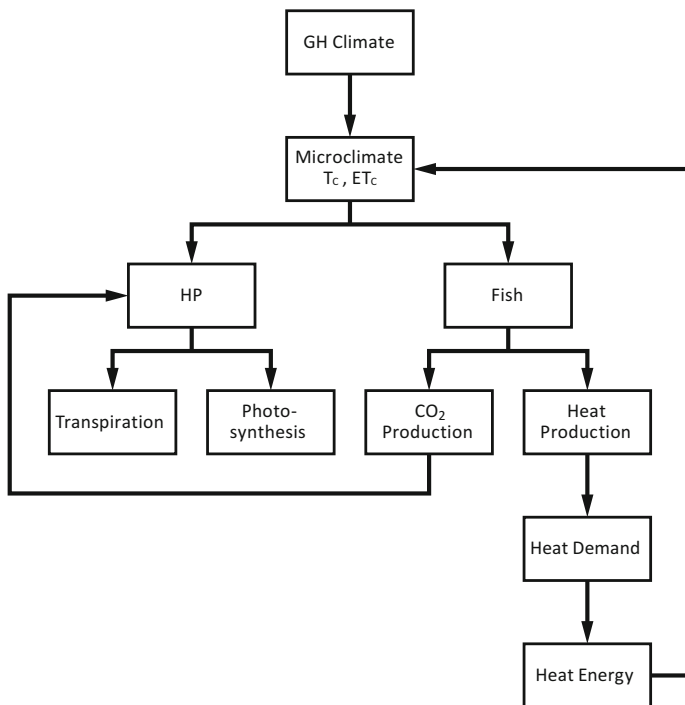 GH Climate
Microclimate
Tc , ETc
HP
Fish
Transpiration
Photo-
synthesis
CO₂
Production
Heat
Production
Heat Demand
Heat Energy